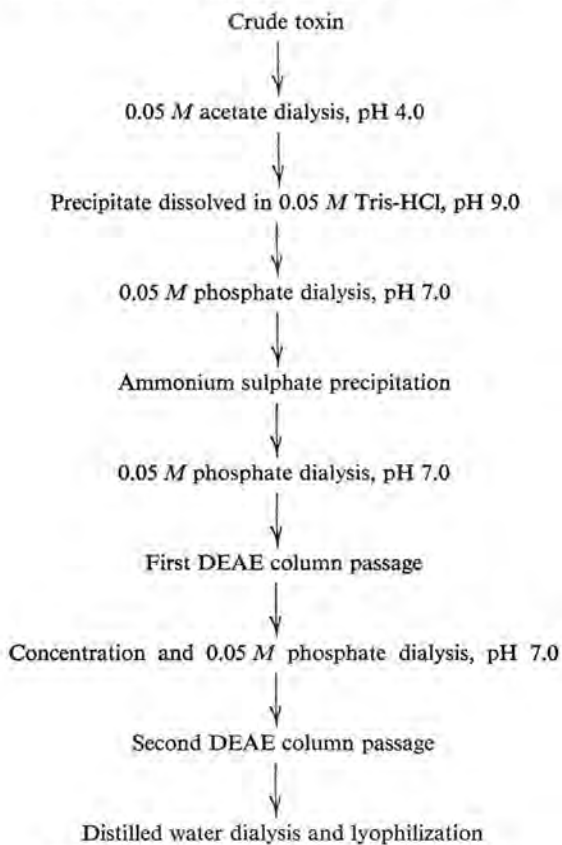 Crude toxin
0.05 M acetate dialysis, pH 4.0
Precipitate dissolved in 0.05 M Tris-HCl, pH 9.0
0.05 M phosphate dialysis, pH 7.0
Ammonium sulphate precipitation
0.05 M phosphate dialysis, pH 7.0
First DEAE column passage
Concentration and 0.05 M phosphate dialysis, pH 7.0
Second DEAE column passage
Distilled water dialysis and lyophilization